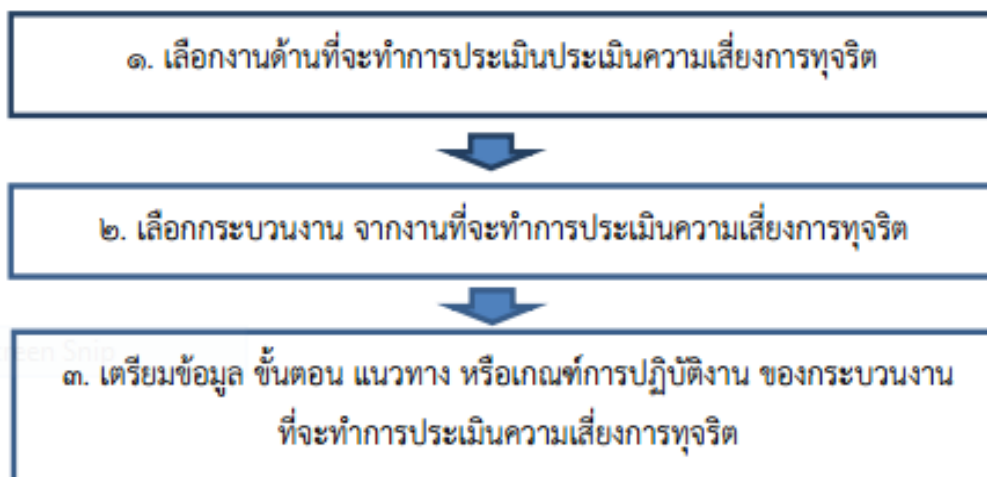 ๑. เลือกงานด้านที่จะทำการประเมินประเมินความเสี่ยงการทุจริต
๒. เลือกกระบวนงาน จากงานที่จะทำการประเมินความเสี่ยงการทุจริต
reen Snip
๓. เตรียมข้อมูล ขั้นตอน แนวทาง หรือเกณฑ์การปฏิบัติงาน ของกระบวนงาน
ที่จะทำการประเมินความเสี่ยงการทุจริต